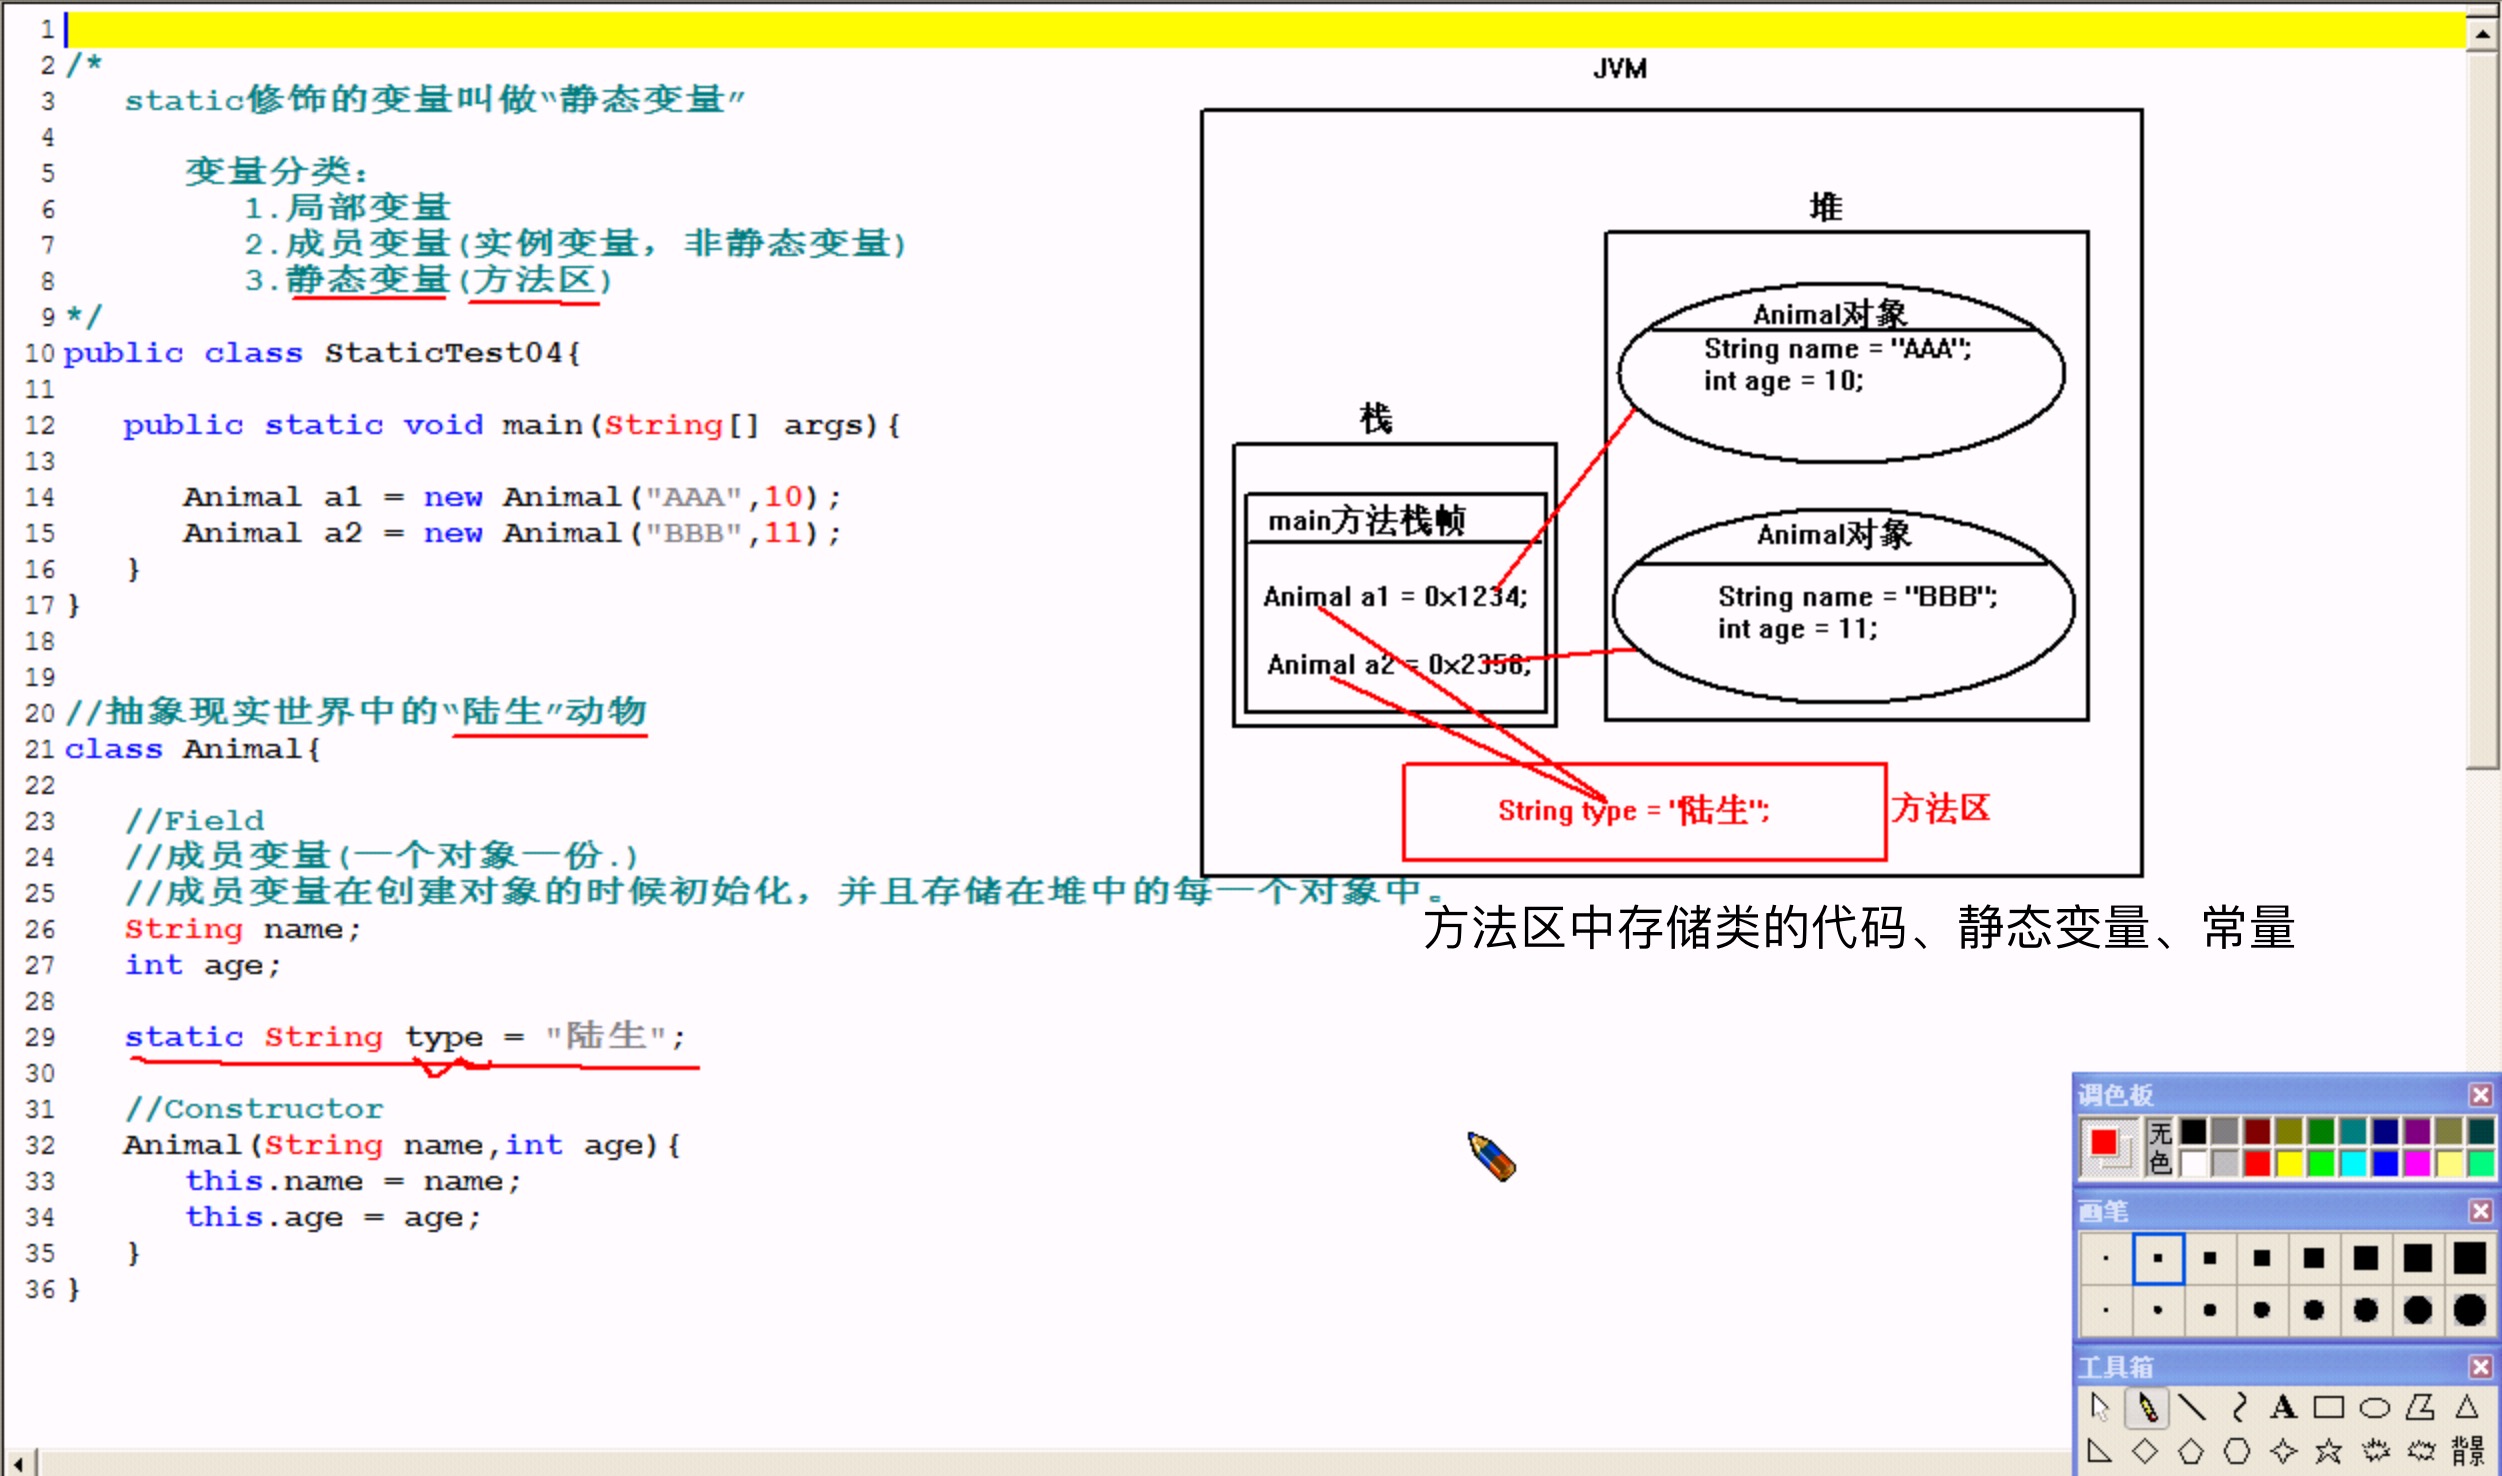 1
2 /*
3 static修饰的变量叫做“静态变量”
4
5 变量分类：
6 1.局部变量
7 2.成员变量(实例变量，非静态变量)
8 3.静态变量(方法区)
9 */
10 public class StaticTest04{
11
12 public static void main(String[] args){
13
14 Animal a1 = new Animal("AAA",10);
15 Animal a2 = new Animal("BBB",11);
16 }
17 }
18
19
20 //抽象现实世界中的“陆生”动物
21 class Animal{
22
23 //Field
24 //成员变量(一个对象一份.)
25 //成员变量在创建对象的时候初始化，并且存储在堆中的每一个对象中。
26 String name;
27 int age;
28
29 static String type = "陆生";
30
31 //Constructor
32 Animal(String name,int age){
33 this.name = name;
34 this.age = age;
35 }
36 }
JVM
堆
Animal对象
String name = "AAA";
int age = 10;
栈
main方法栈帧
Animal a1 = 0x1234;
Animal a2 = 0x2356;
Animal对象
String name = "BBB";
int age = 11;
String type = "陆生";
方法区
方法区中存储类的代码、静态变量、常量
调色板
无色
画笔
工具箱
A
背景